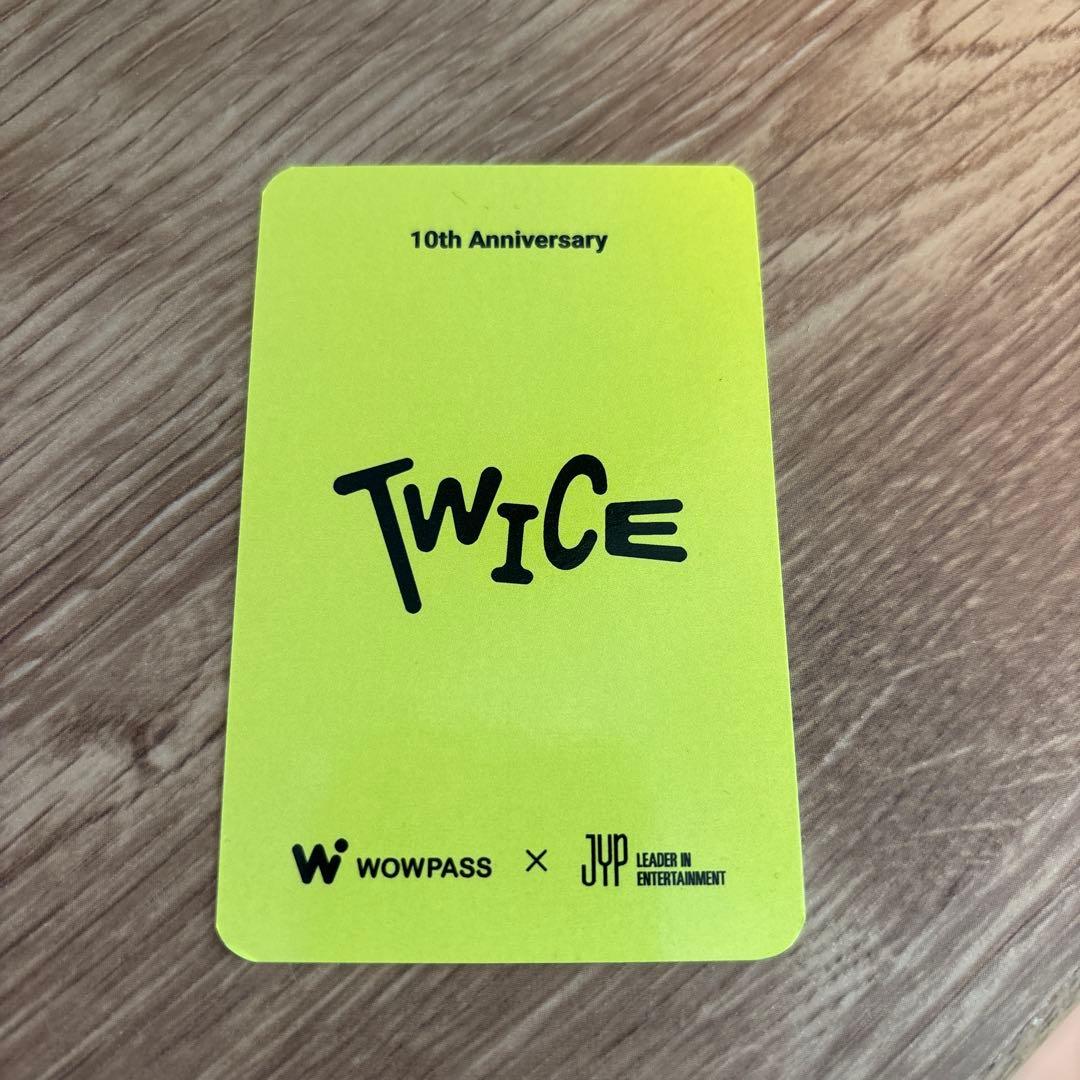 10th Anniversary
TWICE
W WOWPASS × JYP LEADER IN
ENTERTAINMENT